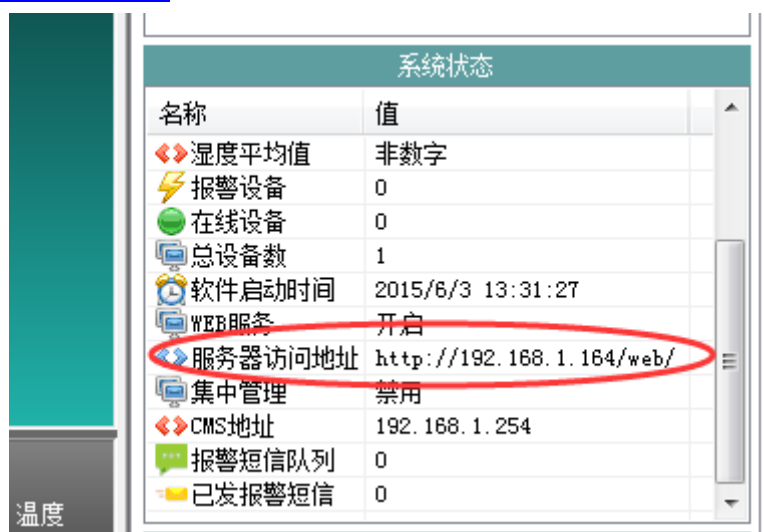 系统状态
名称 值
湿度平均值 非数字
报警设备 0
在线设备 0
总设备数 1
软件启动时间 2015/6/3 13:31:27
WEB服务 开启
服务器访问地址 http://192.168.1.164/web/
集中管理 禁用
CMS地址 192.168.1.254
报警短信队列 0
已发报警短信 0
温度